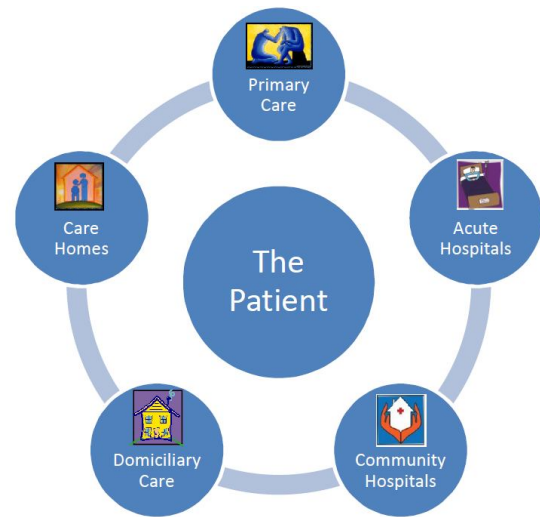 Primary
Care
Acute
Hospitals
Community
Hospitals
Domiciliary
Care
Care
Homes
The
Patient